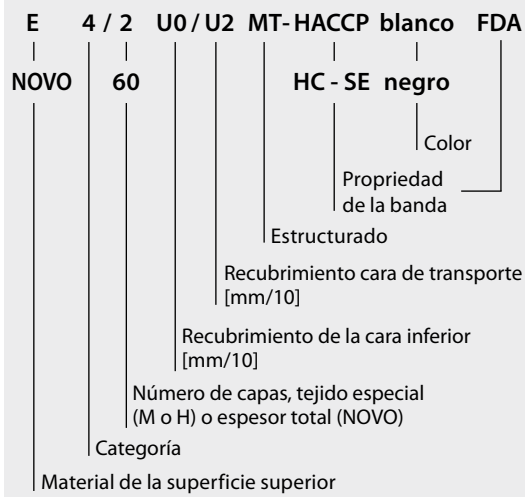 E 4 / 2 U0 / U2 MT- HACCP blanco FDA
NOVO 60 HC - SE negro
Color
Propriedad
de la banda
Estructurado
Recubrimiento cara de transporte
[mm/10]
Recubrimiento de la cara inferior
[mm/10]
Número de capas, tejido especial
(M o H) o espesor total (NOVO)
Categoría
Material de la superficie superior